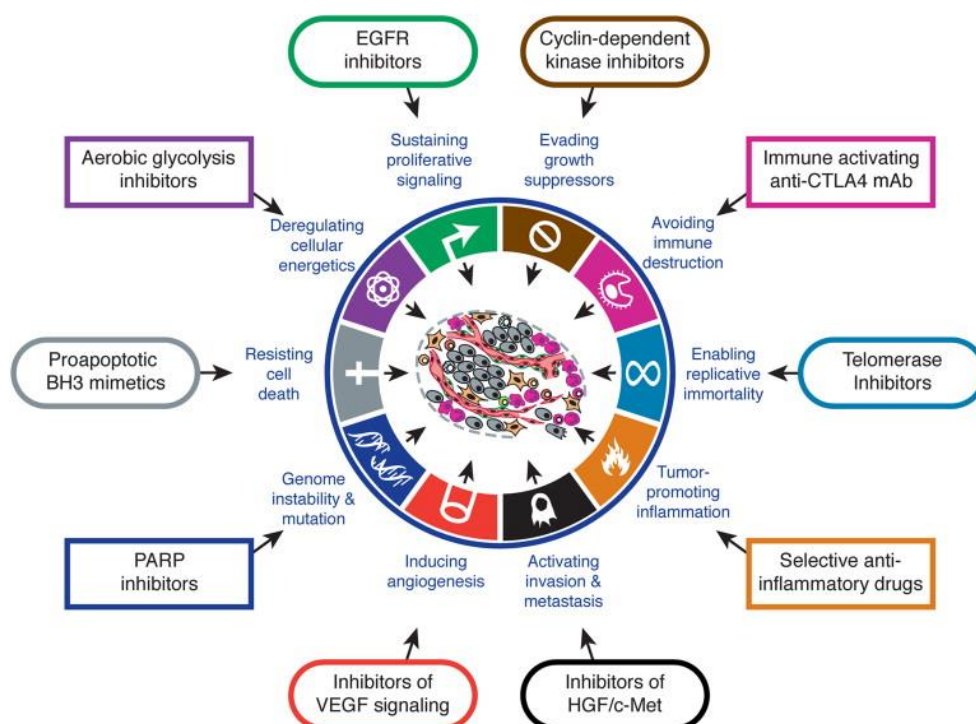 EGFR
inhibitors
Cyclin-dependent
kinase inhibitors
Sustaining
proliferative
signaling
Evading
growth
suppressors
Aerobic glycolysis
inhibitors
Immune activating
anti-CTLA4 mAb
Deregulating
cellular
energetics
Avoiding
immune
destruction
Proapoptotic
BH3 mimetics
Resisting
cell
death
Enabling
replicative
immortality
Telomerase
Inhibitors
Genome
instability &
mutation
Tumor-
promoting
inflammation
PARP
inhibitors
Inducing
angiogenesis
Activating
invasion &
metastasis
Selective anti-
inflammatory drugs
Inhibitors of
VEGF signaling
Inhibitors of
HGF/c-Met